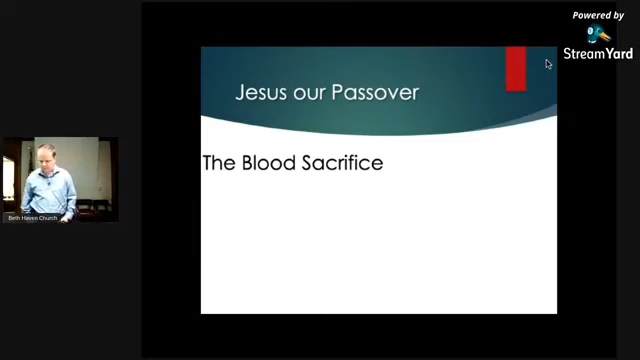 Powered by
StreamYard
Jesus our Passover
The Blood Sacrifice
Beth Haven Church